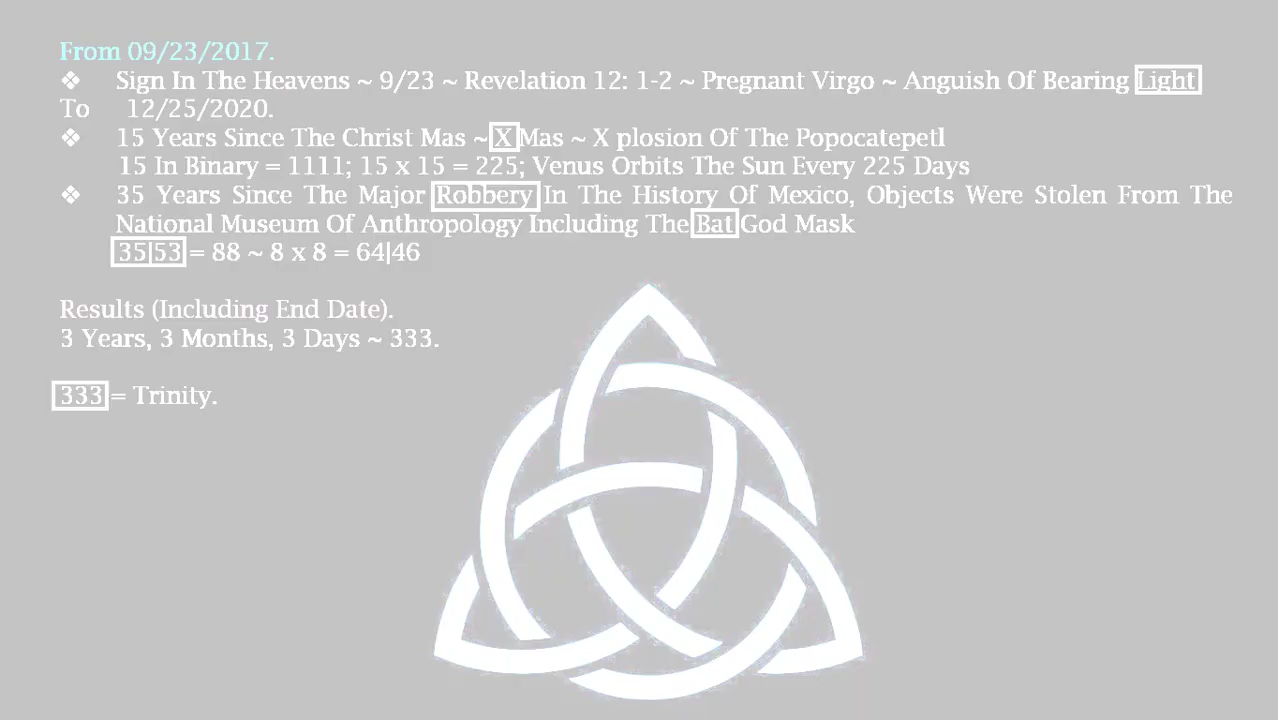 From 09/23/2017.
❖ Sign In The Heavens ~ 9/23 ~ Revelation 12: 1-2 ~ Pregnant Virgo ~ Anguish Of Bearing Light
To 12/25/2020.
❖ 15 Years Since The Christ Mas ~ X Mas ~ X plosion Of The Popocatepetl
15 In Binary = 1111; 15 x 15 = 225; Venus Orbits The Sun Every 225 Days
❖ 35 Years Since The Major Robbery In The History Of Mexico, Objects Were Stolen From The
National Museum Of Anthropology Including The Bat God Mask
35|53 = 88 ~ 8 x 8 = 64|46
Results (Including End Date).
3 Years, 3 Months, 3 Days ~ 333.
333 = Trinity.